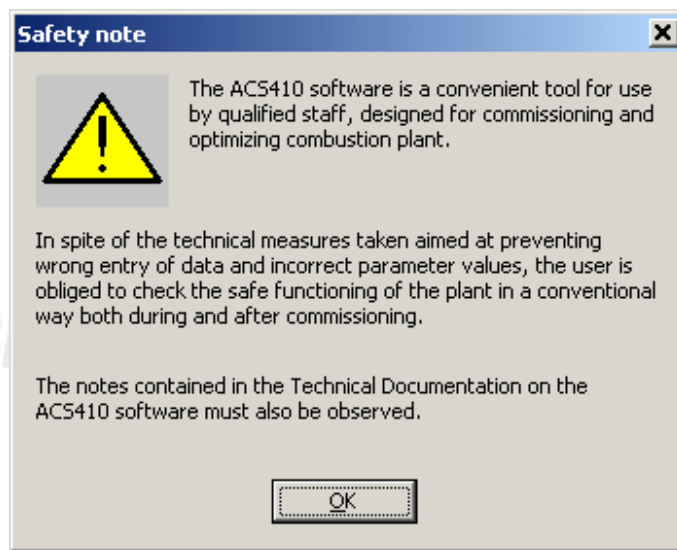 Safety note
The ACS410 software is a convenient tool for use
by qualified staff, designed for commissioning and
optimizing combustion plant.
In spite of the technical measures taken aimed at preventing
wrong entry of data and incorrect parameter values, the user is
obliged to check the safe functioning of the plant in a conventional
way both during and after commissioning.
The notes contained in the Technical Documentation on the
ACS410 software must also be observed.
OK